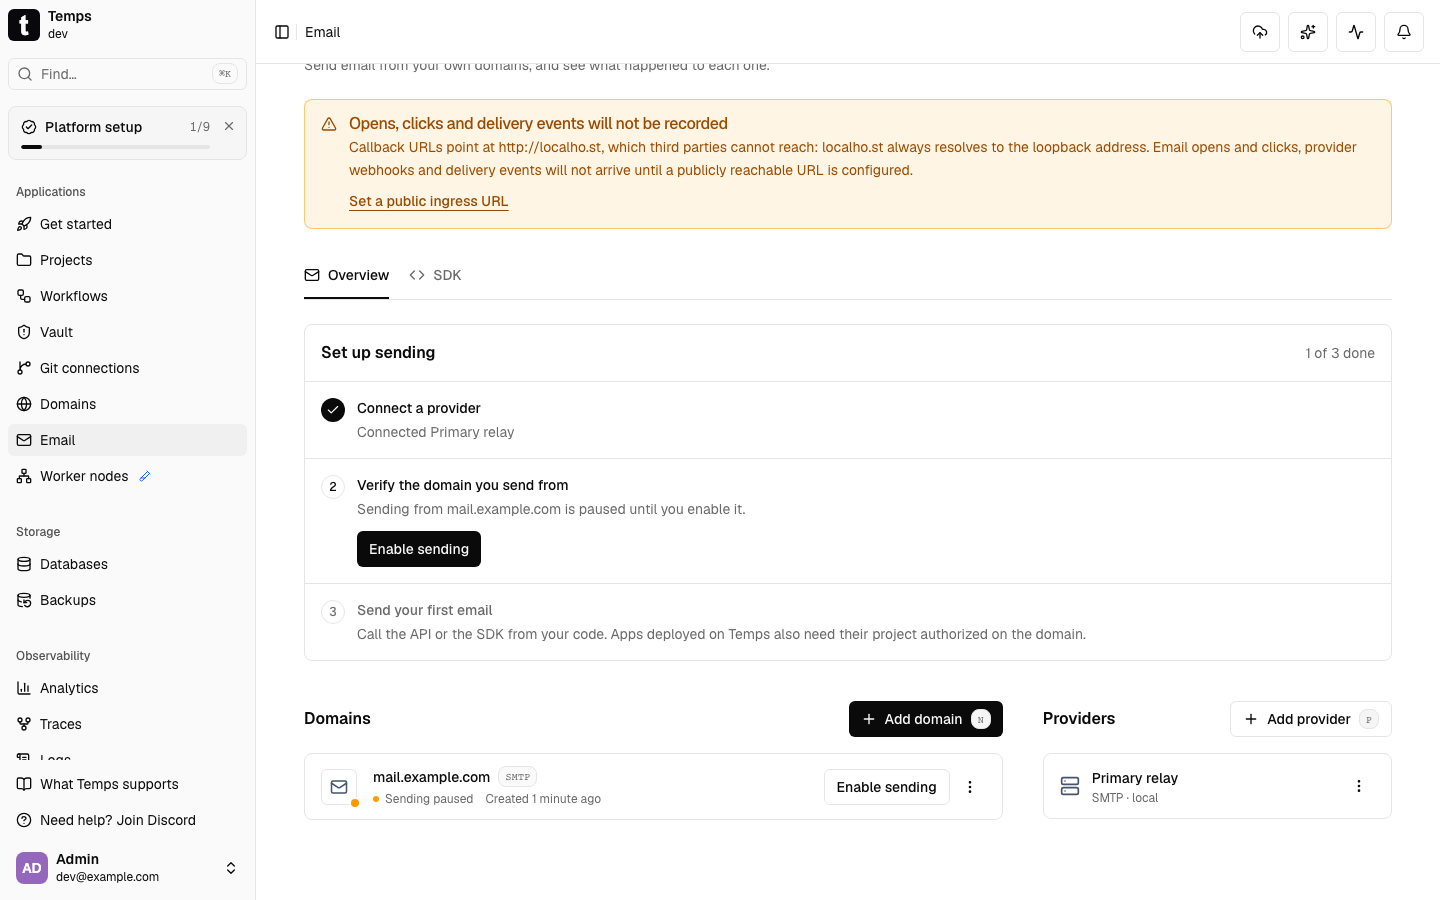 Temps
dev
Find...
⌘K
Platform setup
1/9
Applications
Get started
Projects
Workflows
Vault
Git connections
Domains
Email
Worker nodes
Storage
Databases
Backups
Observability
Analytics
Traces
Logs
What Temps supports
Need help? Join Discord
AD
Admin
dev@example.com
Email
Send email from your own domains, and see what happened to each one.
Opens, clicks and delivery events will not be recorded
Callback URLs point at http://localho.st, which third parties cannot reach: localho.st always resolves to the loopback address. Email opens and clicks, provider
webhooks and delivery events will not arrive until a publicly reachable URL is configured.
Set a public ingress URL
Overview
SDK
Set up sending
1 of 3 done
Connect a provider
Connected Primary relay
2
Verify the domain you send from
Sending from mail.example.com is paused until you enable it.
Enable sending
3
Send your first email
Call the API or the SDK from your code. Apps deployed on Temps also need their project authorized on the domain.
Domains
Add domain
N
mail.example.com
SMTP
Sending paused
Created 1 minute ago
Enable sending
Providers
Add provider
P
Primary relay
SMTP · local